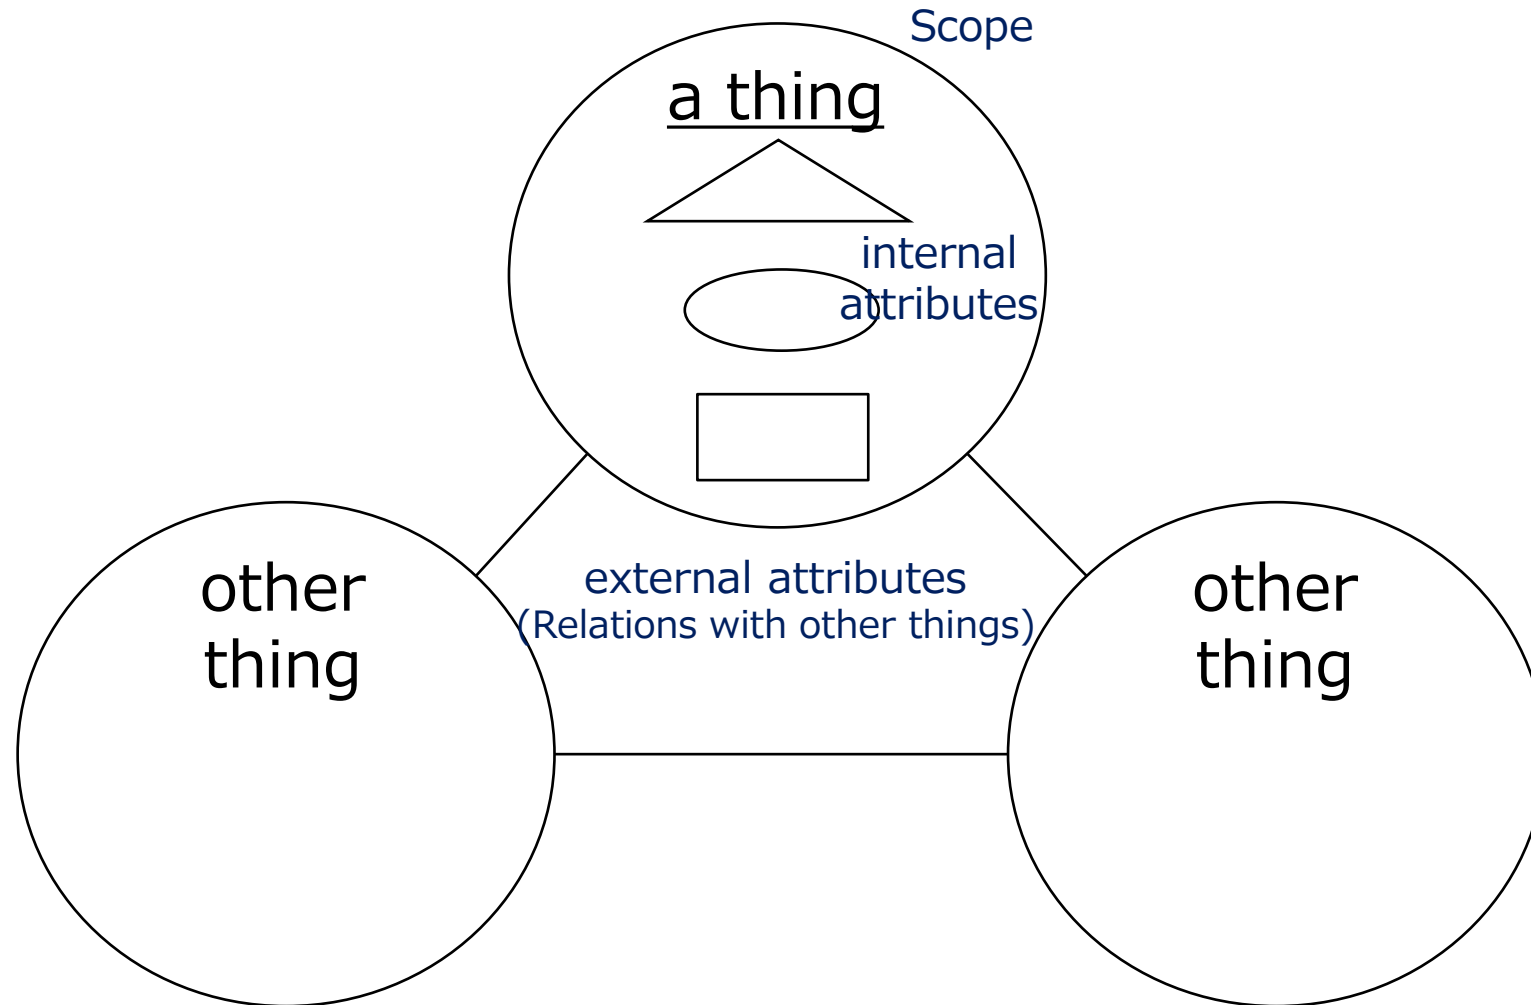 Scope
a thing
internal
attributes
external attributes
(Relations with other things)
other
thing
other
thing